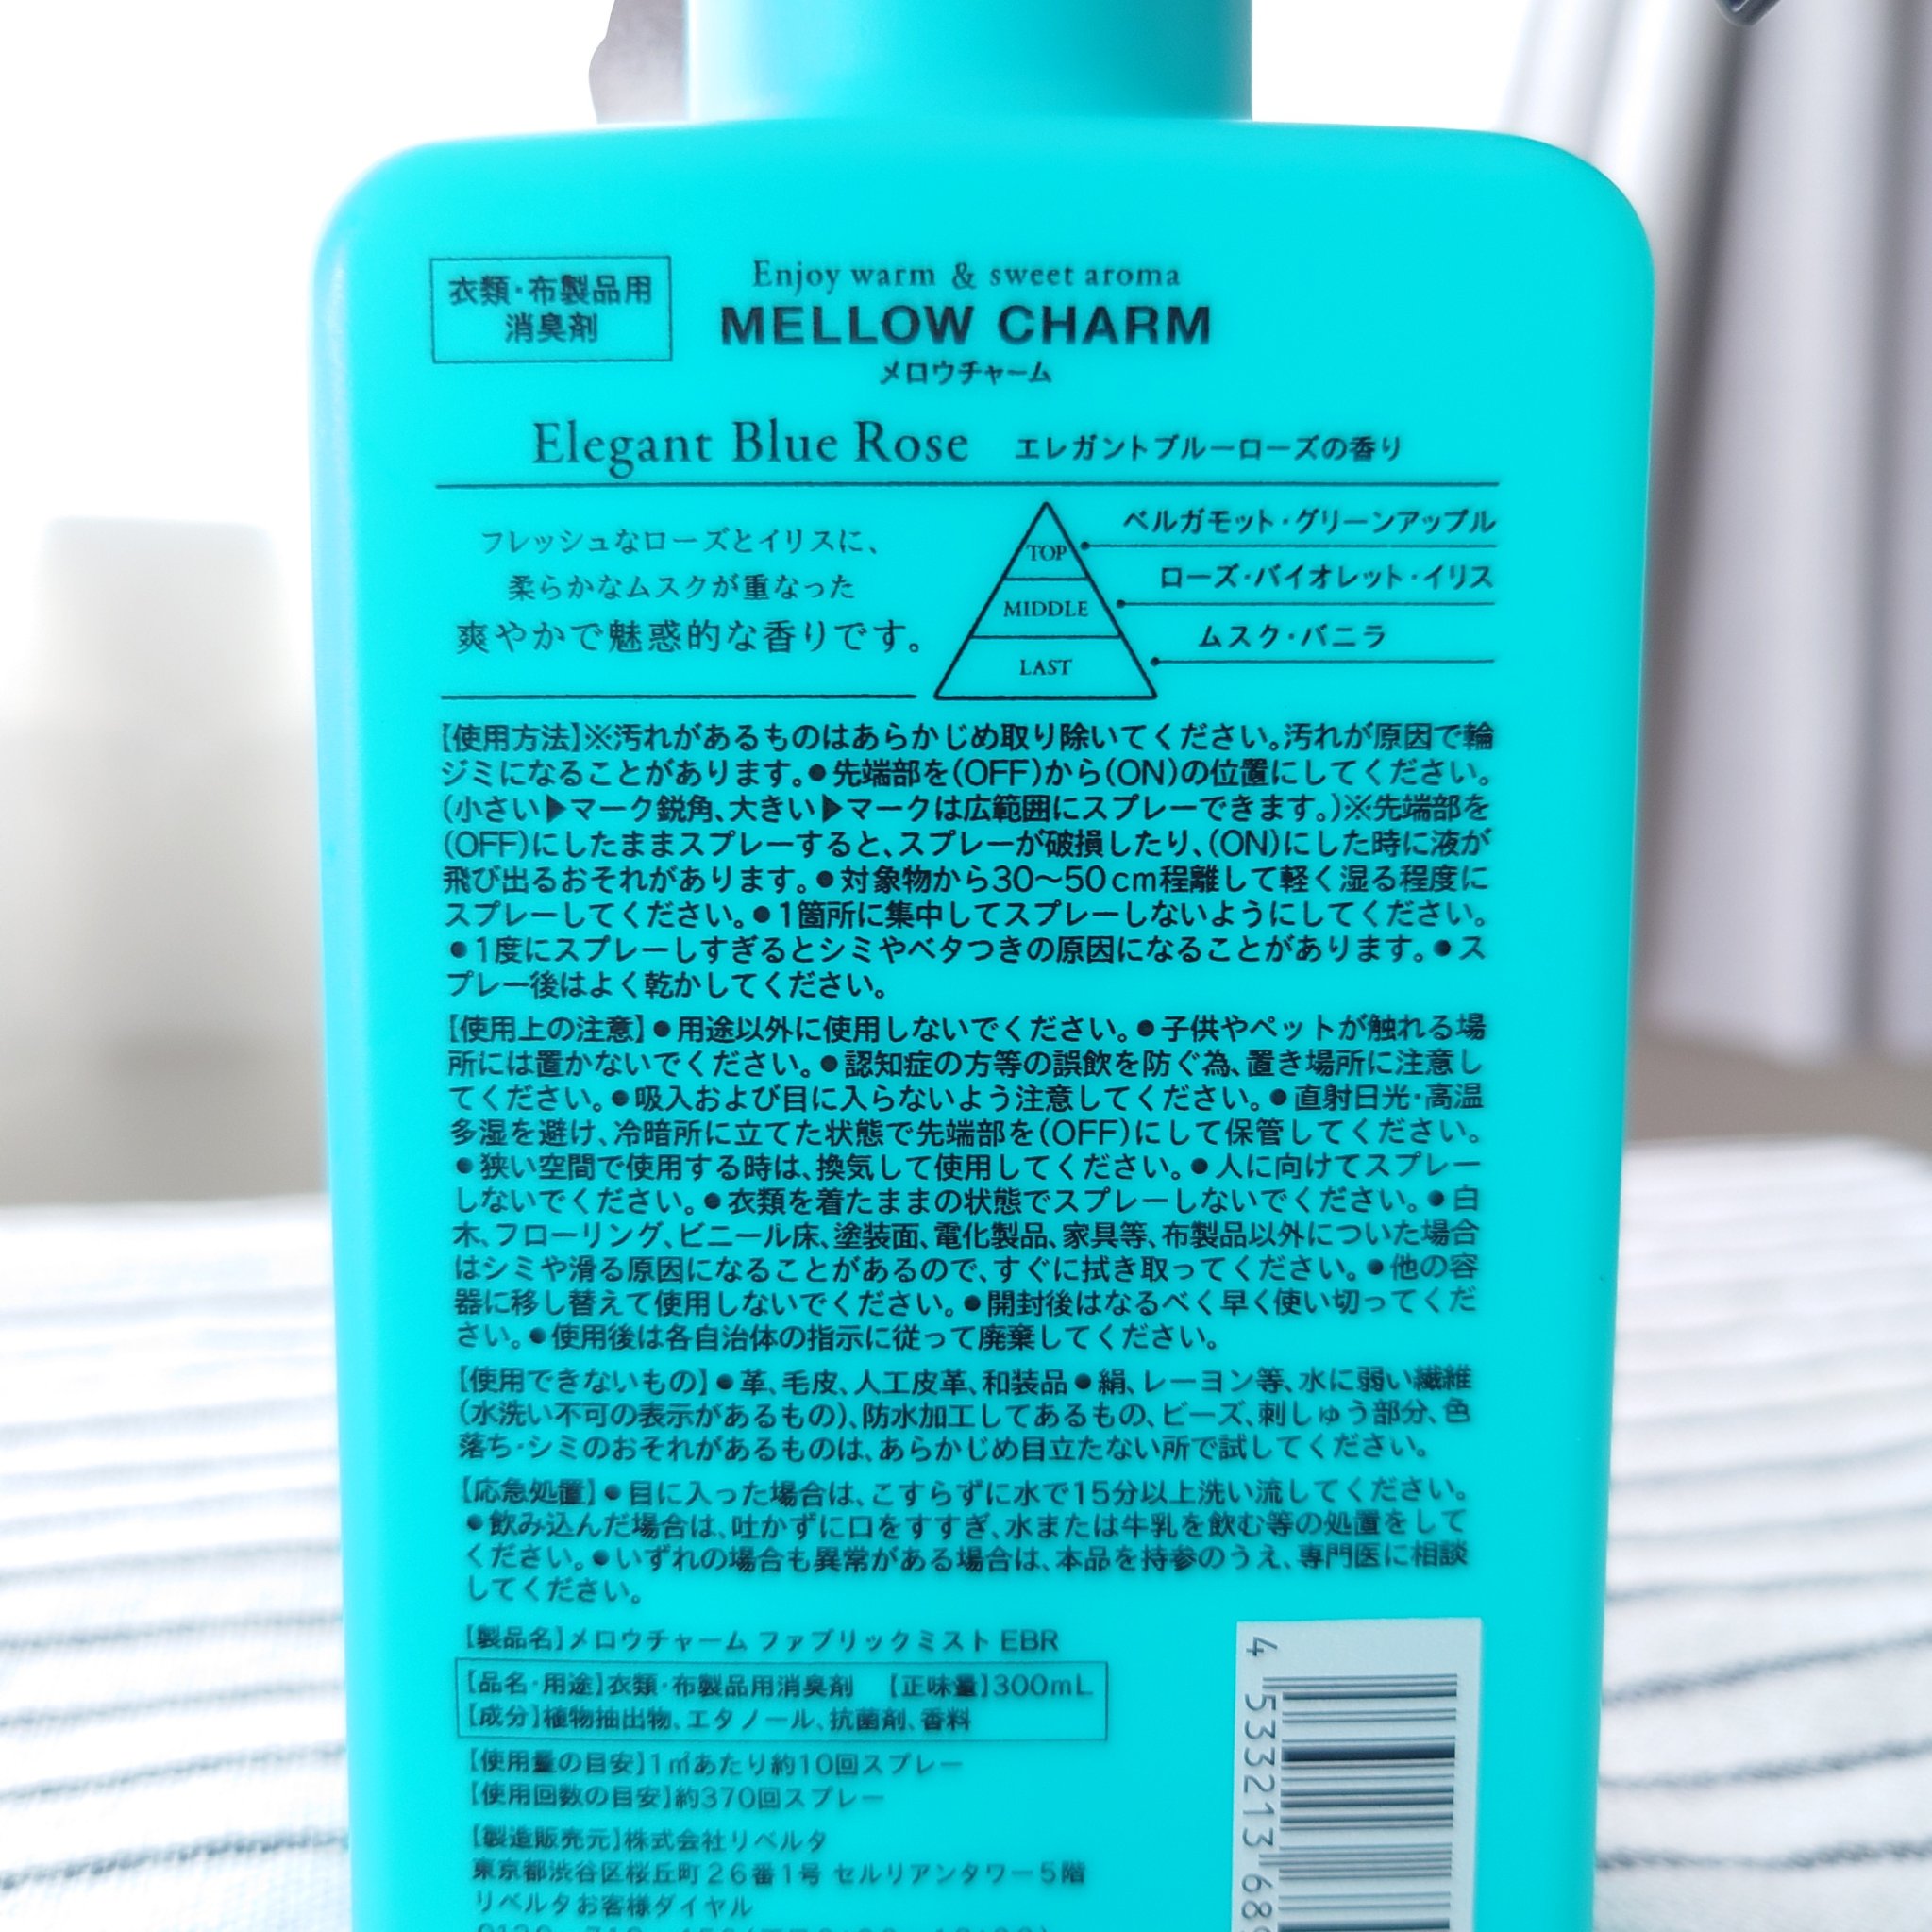 衣類・布製品用
消臭剤
Enjoy warm & sweet aroma
MELLOW CHARM
メロウチャーム
Elegant Blue Rose エレガントブルーローズの香り
フレッシュなローズとイリスに、
柔らかなムスクが重なった
爽やかで魅惑的な香りです。
TOP ベルガモット・グリーンアップル
MIDDLE ローズ・バイオレット・イリス
LAST ムスク・バニラ
【使用方法】※汚れがあるものはあらかじめ取り除いてください。汚れが原因で輪
ジミになることがあります。●先端部を(OFF)から(ON)の位置にしてください。
(小さい▶マーク鋭角、大きい▶マークは広範囲にスプレーできます。)※先端部を
(OFF)にしたままスプレーすると、スプレーが破損したり、(ON)にした時に液が
飛び出るおそれがあります。●対象物から30〜50cm程離して軽く湿る程度に
スプレーしてください。●1箇所に集中してスプレーしないようにしてください。
●1度にスプレーしすぎるとシミやベタつきの原因になることがあります。●ス
プレー後はよく乾かしてください。
【使用上の注意】●用途以外に使用しないでください。●子供やペットが触れる場
所には置かないでください。●認知症の方等の誤飲を防ぐ為、置き場所に注意し
てください。●吸入および目に入らないよう注意してください。●直射日光・高温
多湿を避け、冷暗所に立てた状態で先端部を(OFF)にして保管してください。
●狭い空間で使用する時は、換気して使用してください。●人に向けてスプレー
しないでください。●衣類を着たままの状態でスプレーしないでください。●白
木、フローリング、ビニール床、塗装面、電化製品、家具等、布製品以外についた場合
はシミや滑る原因になることがあるので、すぐに拭き取ってください。●他の容
器に移し替えて使用しないでください。●開封後はなるべく早く使い切ってくだ
さい。●使用後は各自治体の指示に従って廃棄してください。
【使用できないもの】●革、毛皮、人工皮革、和装品●絹、レーヨン等、水に弱い繊維
(水洗い不可の表示があるもの)、防水加工してあるもの、ビーズ、刺しゅう部分、色
落ち・シミのおそれがあるものは、あらかじめ目立たない所で試してください。
【応急処置】●目に入った場合は、こすらずに水で15分以上洗い流してください。
●飲み込んだ場合は、吐かずに口をすすぎ、水または牛乳を飲む等の処置をして
ください。●いずれの場合も異常がある場合は、本品を持参のうえ、専門医に相談
してください。
【製品名】メロウチャーム ファブリックミスト EBR
【品名・用途】衣類・布製品用消臭剤 【正味量】300mL
【成分】植物抽出物、エタノール、抗菌剤、香料
【使用量の目安】1㎡あたり約10回スプレー
【使用回数の目安】約370回スプレー
【製造販売元】株式会社リベルタ
東京都渋谷区桜丘町26番1号 セルリアンタワー5階
リベルタお客様ダイヤル
4 533213 68